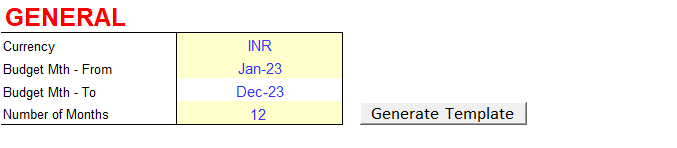 GENERAL
Currency INR
Budget Mth - From Jan-23
Budget Mth - To Dec-23
Number of Months 12 Generate Template